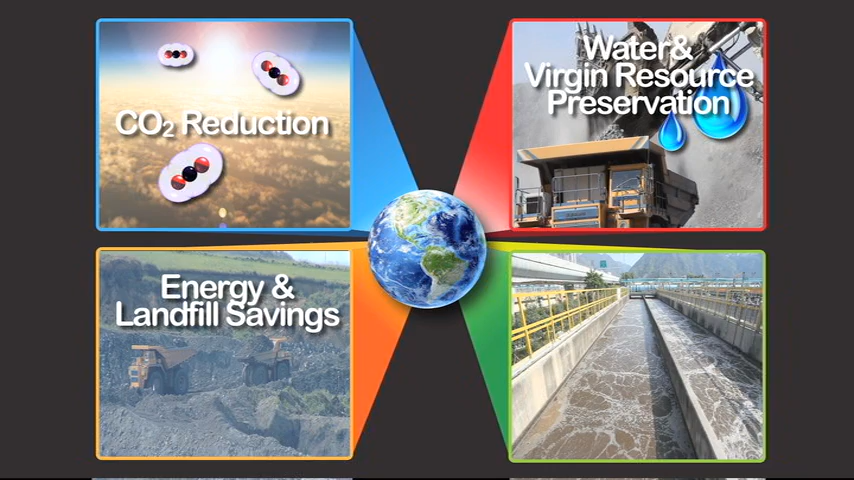 CO₂ Reduction
Water&
Virgin Resource
Preservation
Energy &
Landfill Savings